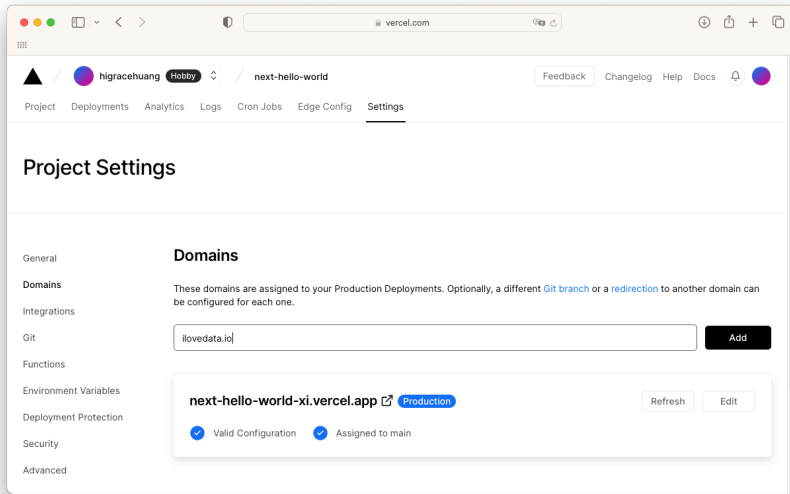 vercel.com
higracehuang Hobby next-hello-world Feedback Changelog Help Docs
Project Deployments Analytics Logs Cron Jobs Edge Config Settings
Project Settings
General
Domains
Integrations
Git
Functions
Environment Variables
Deployment Protection
Security
Advanced
Domains
These domains are assigned to your Production Deployments. Optionally, a different Git branch or a redirection to another domain can
be configured for each one.
ilovedata.io Add
next-hello-world-xi.vercel.app Production Refresh Edit
Valid Configuration Assigned to main